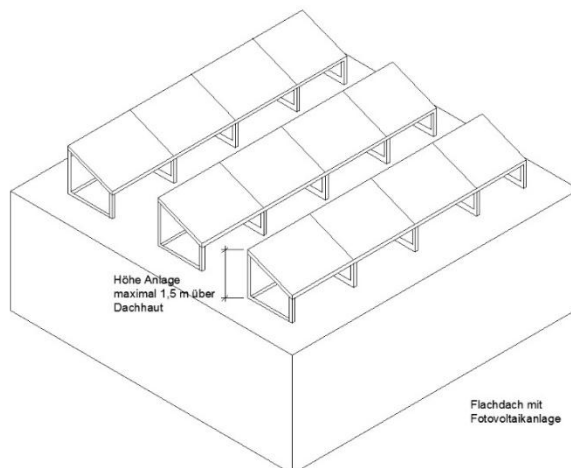 Höhe Anlage
maximal 1,5 m über
Dachhaut
Flachdach mit
Fotovoltaikanlage